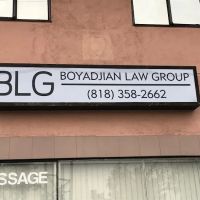 BLG
BOYADJIAN LAW GROUP
(818) 358-2662
SSAGE